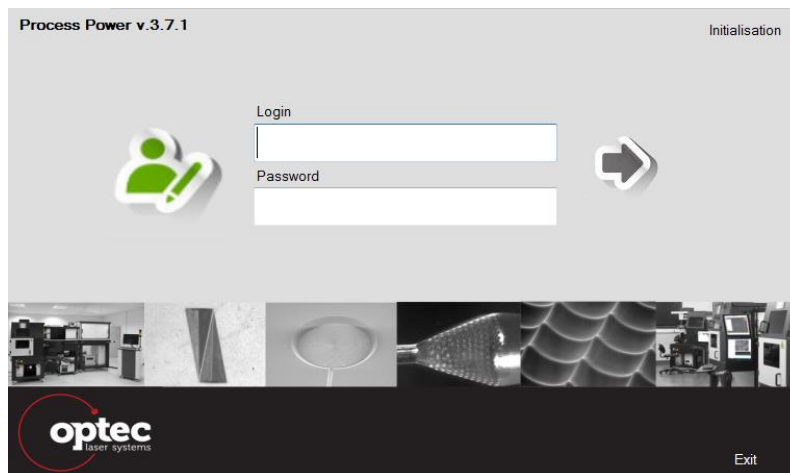 Process Power v.3.7.1
Initialisation
Login
Password
optec
laser systems
Exit